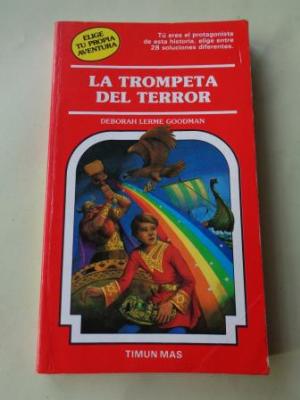 ELIGE
TU PROPIA
AVENTURA
Tú eres el protagonista
de esta historia, elige entre
28 soluciones diferentes.
LA TROMPETA
DEL TERROR
DEBORAH LERME GOODMAN
TIMUN MAS